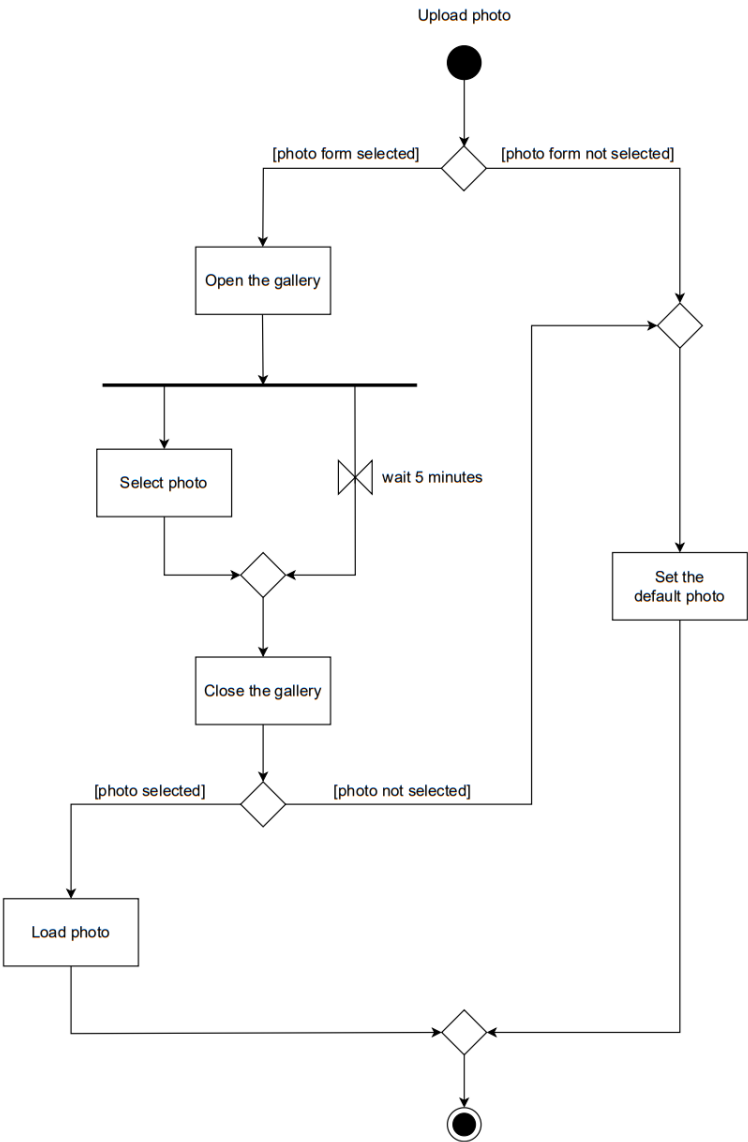 Upload photo
[photo form selected]
[photo form not selected]
Open the gallery
Select photo
wait 5 minutes
Set the
default photo
Close the gallery
[photo selected]
[photo not selected]
Load photo